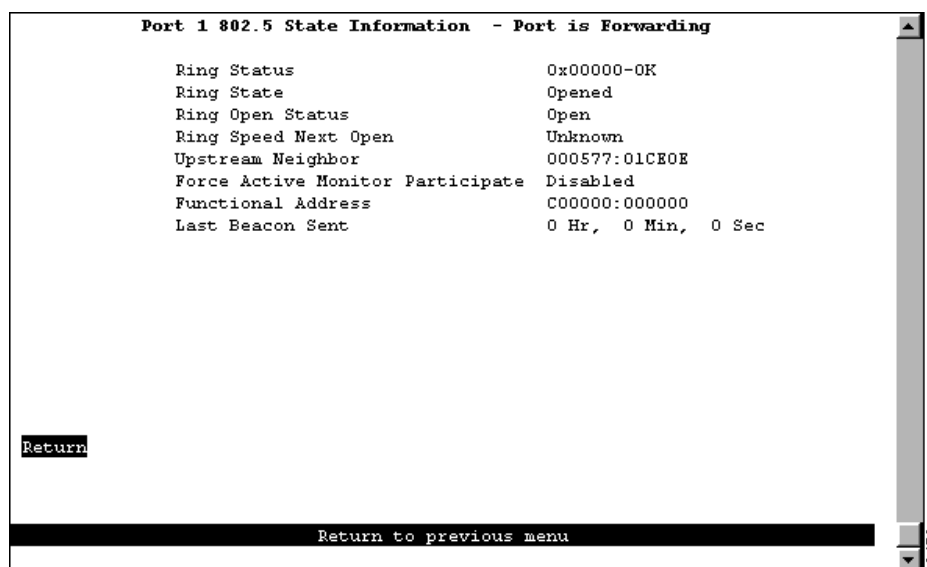 Port 1 802.5 State Information - Port is Forwarding
Ring Status 0x00000-OK
Ring State Opened
Ring Open Status Open
Ring Speed Next Open Unknown
Upstream Neighbor 000577:01CE0E
Force Active Monitor Participate Disabled
Functional Address C00000:000000
Last Beacon Sent 0 Hr, 0 Min, 0 Sec
Return
Return to previous menu